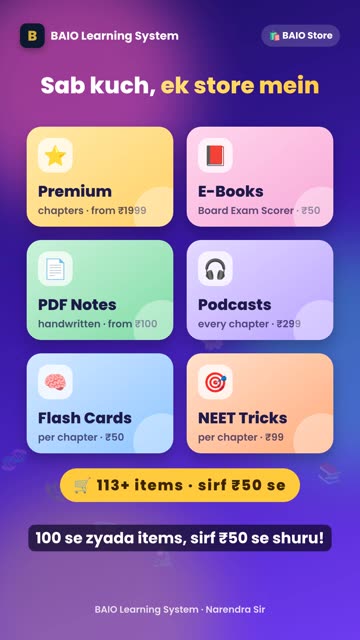 B BAIO Learning System
BAIO Store
Sab kuch, ek store mein
Premium
chapters · from ₹1999
E-Books
Board Exam Scorer · ₹50
PDF Notes
handwritten · from ₹100
Podcasts
every chapter · ₹299
Flash Cards
per chapter · ₹50
NEET Tricks
per chapter · ₹99
113+ items · sirf ₹50 se
100 se zyada items, sirf ₹50 se shuru!
BAIO Learning System · Narendra Sir